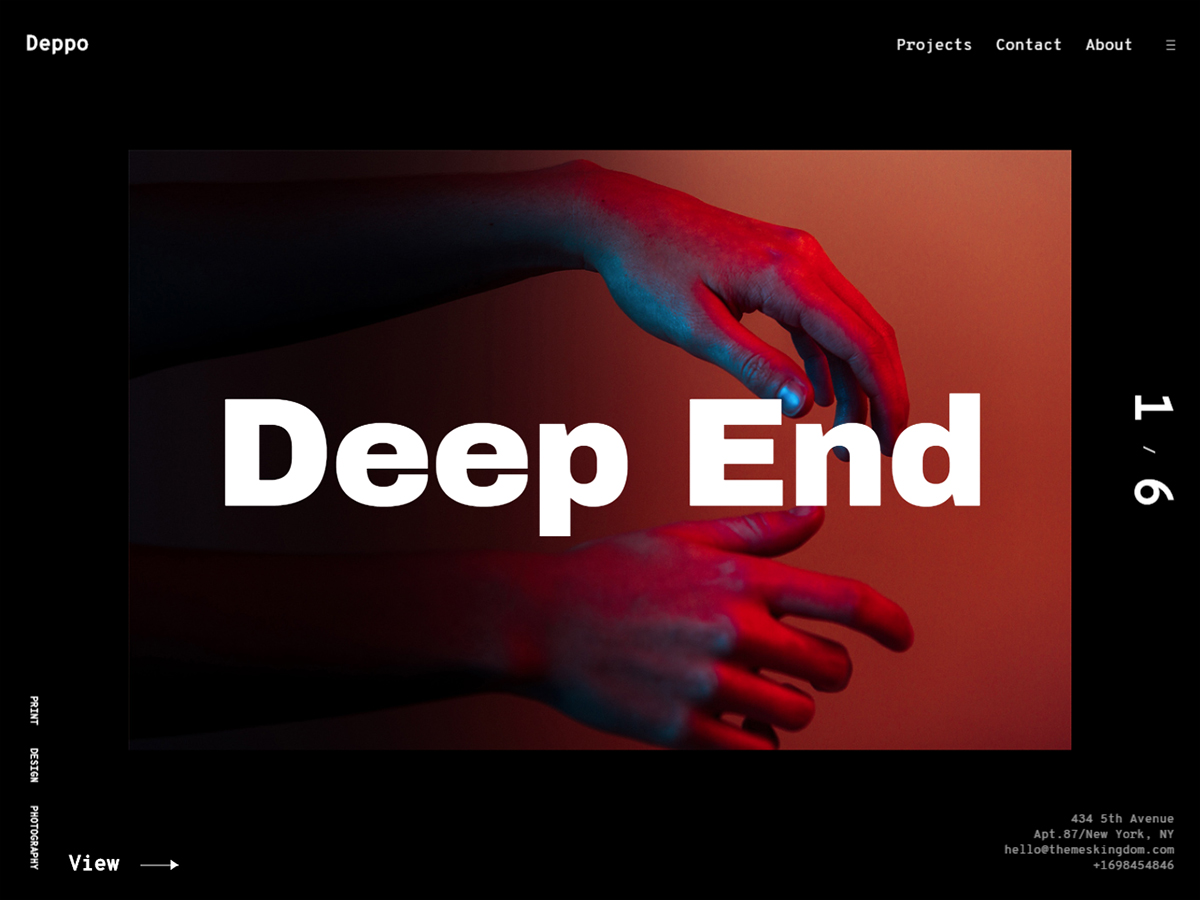 Deppo
Projects Contact About
Deep End
1 / 6
PRINT DESIGN PHOTOGRAPHY
View
434 5th Avenue
Apt.87/New York, NY
hello@themeskingdom.com
+1698454846